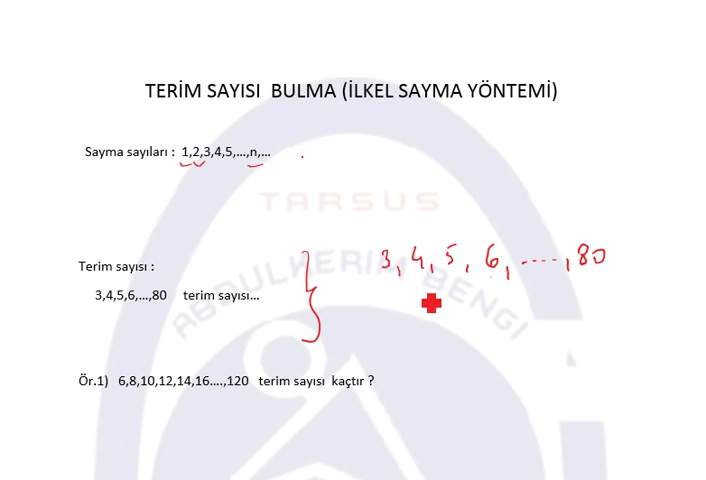 TERİM SAYISI BULMA (İLKEL SAYMA YÖNTEMİ)
Sayma sayıları : 1,2,3,4,5,...,n,...
TARSUS
Terim sayısı :
3, 4, 5, 6, ....., 80
ABDULKERİM BENGİ
3,4,5,6,...,80 terim sayısı...
Ör.1) 6,8,10,12,14,16....,120 terim sayısı kaçtır ?